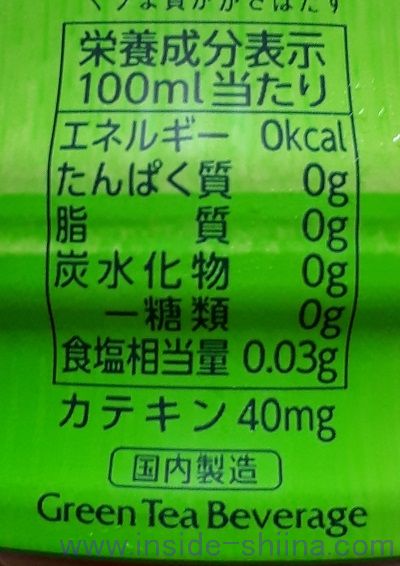 栄養成分表示
100ml当たり
エネルギー 0kcal
たんぱく質 0g
脂質 0g
炭水化物 0g
ー糖類 0g
食塩相当量 0.03g
カテキン 40mg
国内製造
Green Tea Beverage
www.inside-shiina.com